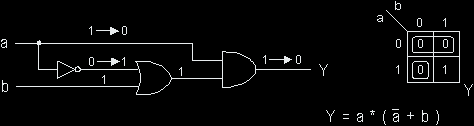 1 → 0
a
0 → 1
1
b
1
1 → 0
Y
b
a
0 1
0 0 0
1 0 1
Y
Y = a * ( a̅ + b )